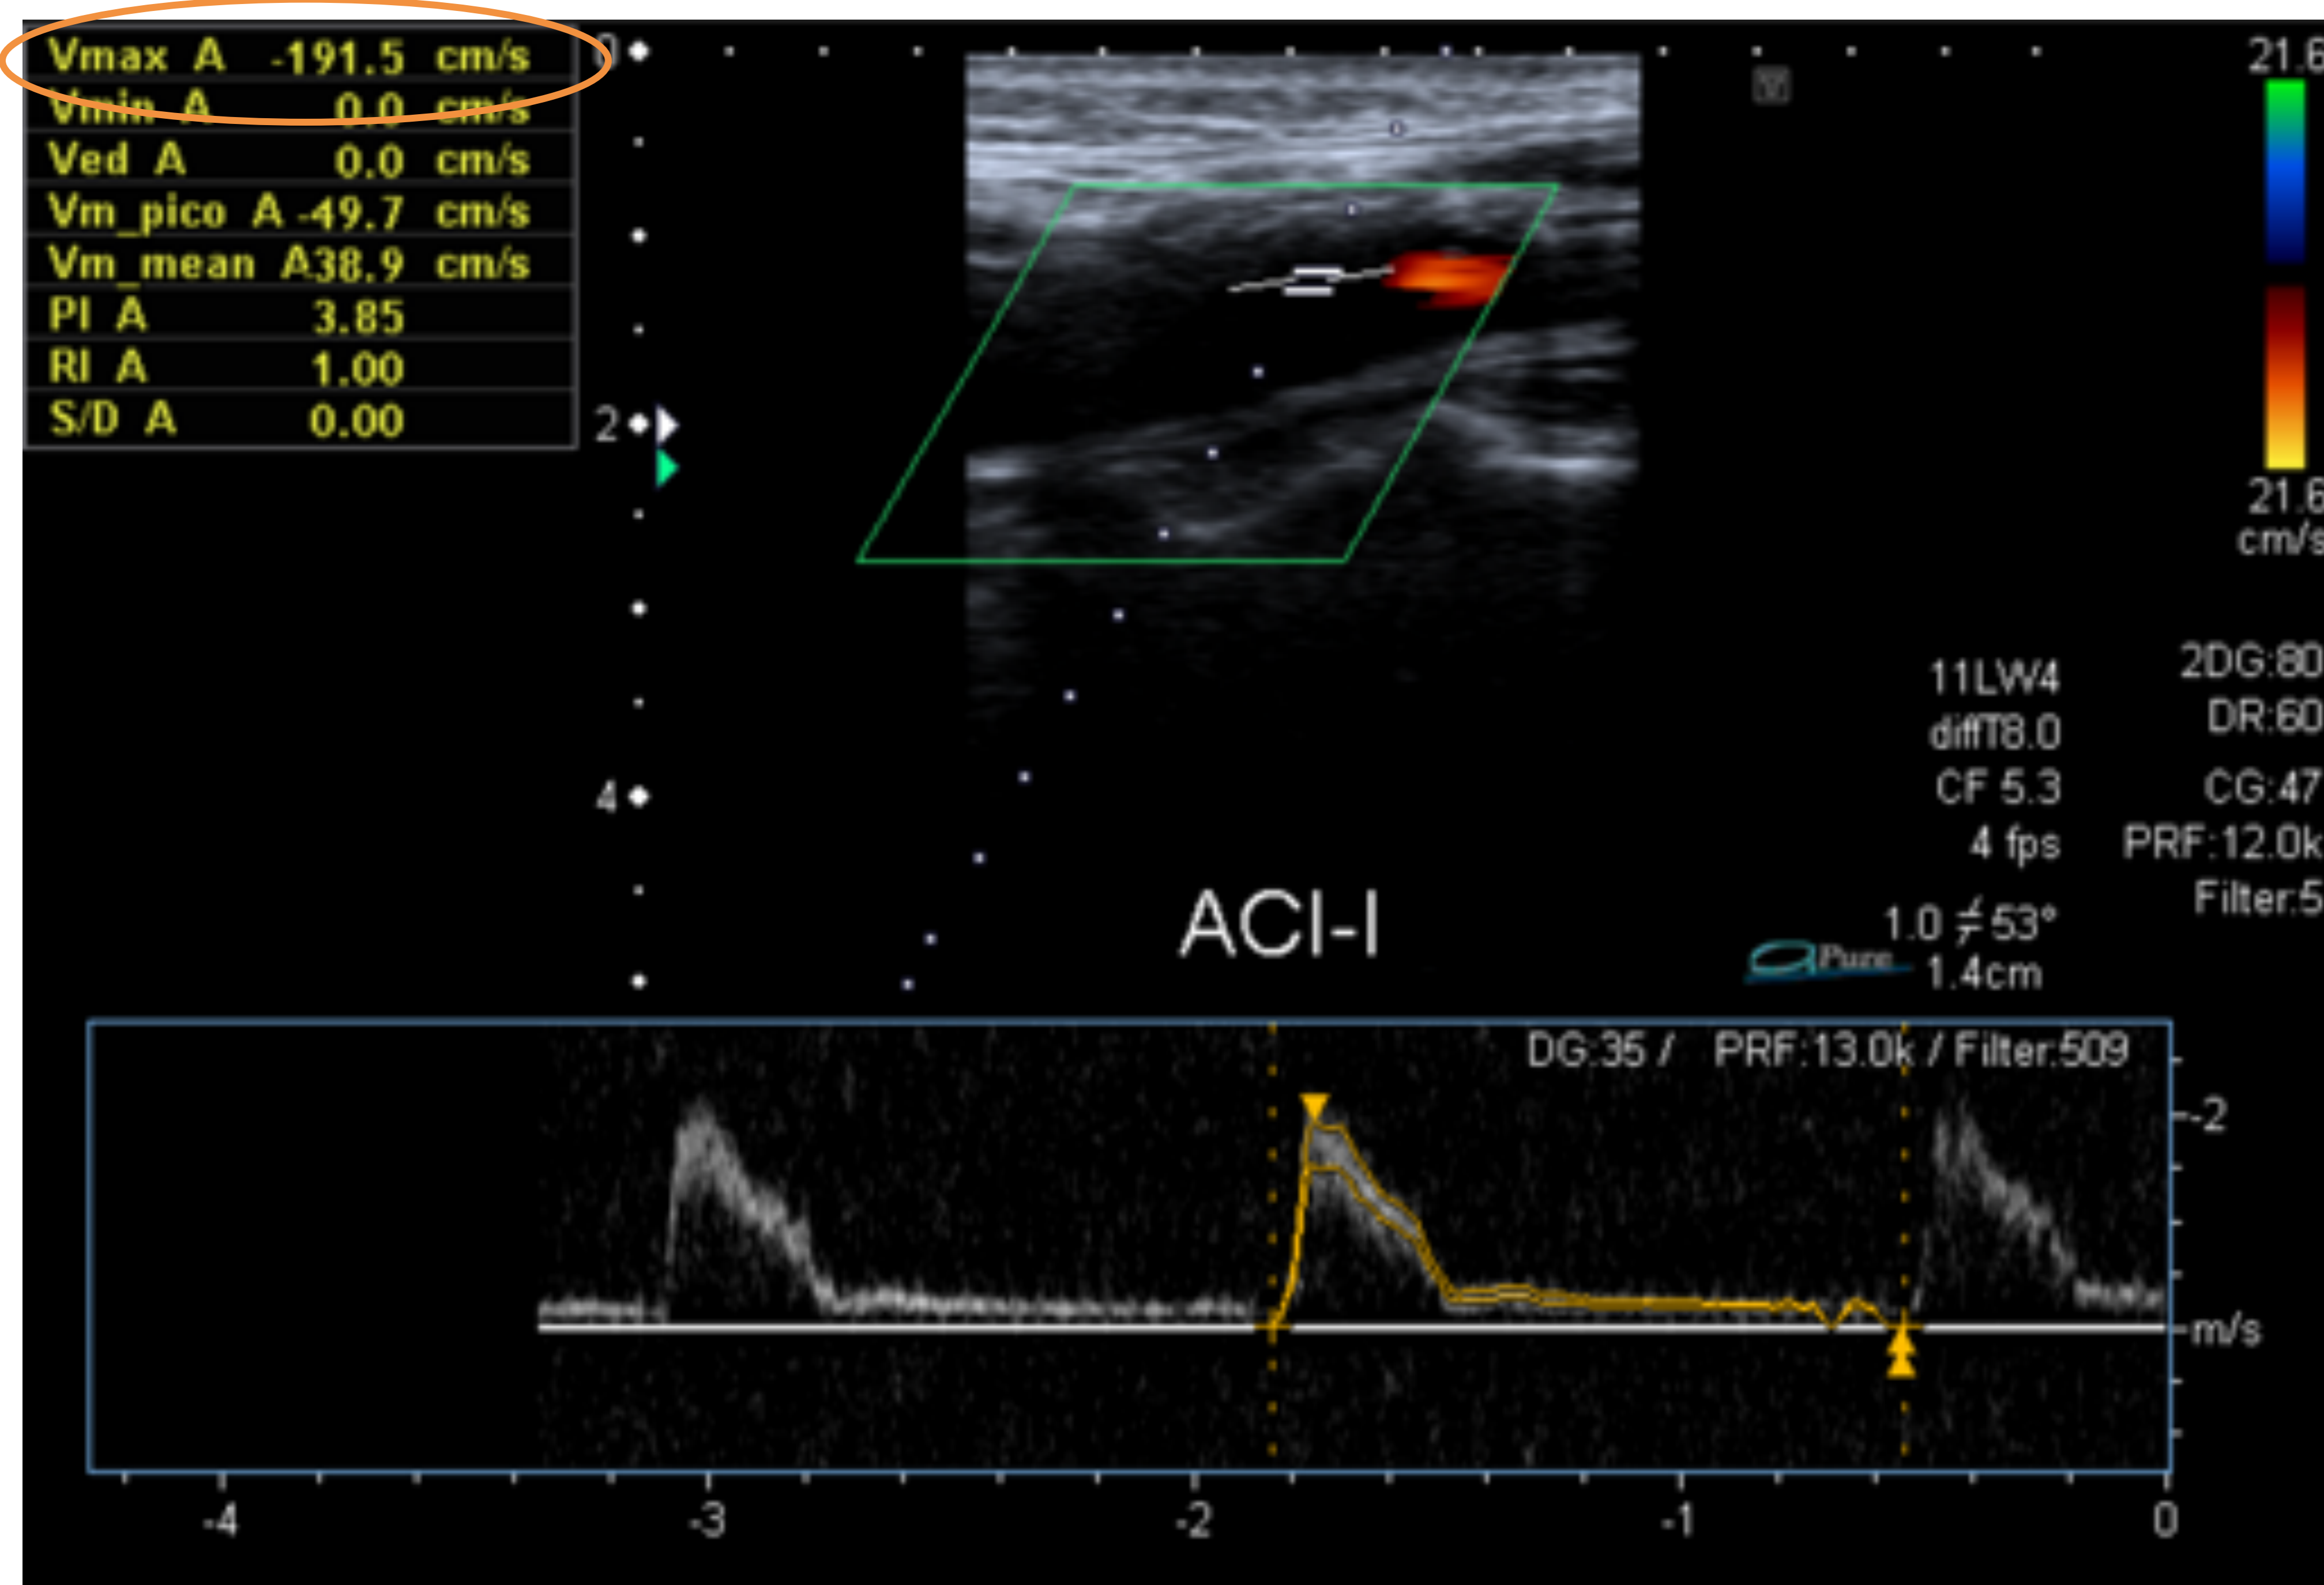 Vmax A -191.5 cm/s
Vmin A 0.0 cm/s
Ved A 0.0 cm/s
Vm_pico A -49.7 cm/s
Vm_mean A38.9 cm/s
PI A 3.85
RI A 1.00
S/D A 0.00
0
2
4
21.6
21.6
cm/s
11LW4
diffT8.0
CF 5.3
4 fps
2DG:80
DR:60
CG:47
PRF:12.0k
Filter:5
1.0 ≠ 53°
1.4cm
Pure
ACI-I
DG:35 / PRF:13.0k / Filter:509
-2
m/s
-4 -3 -2 -1 0